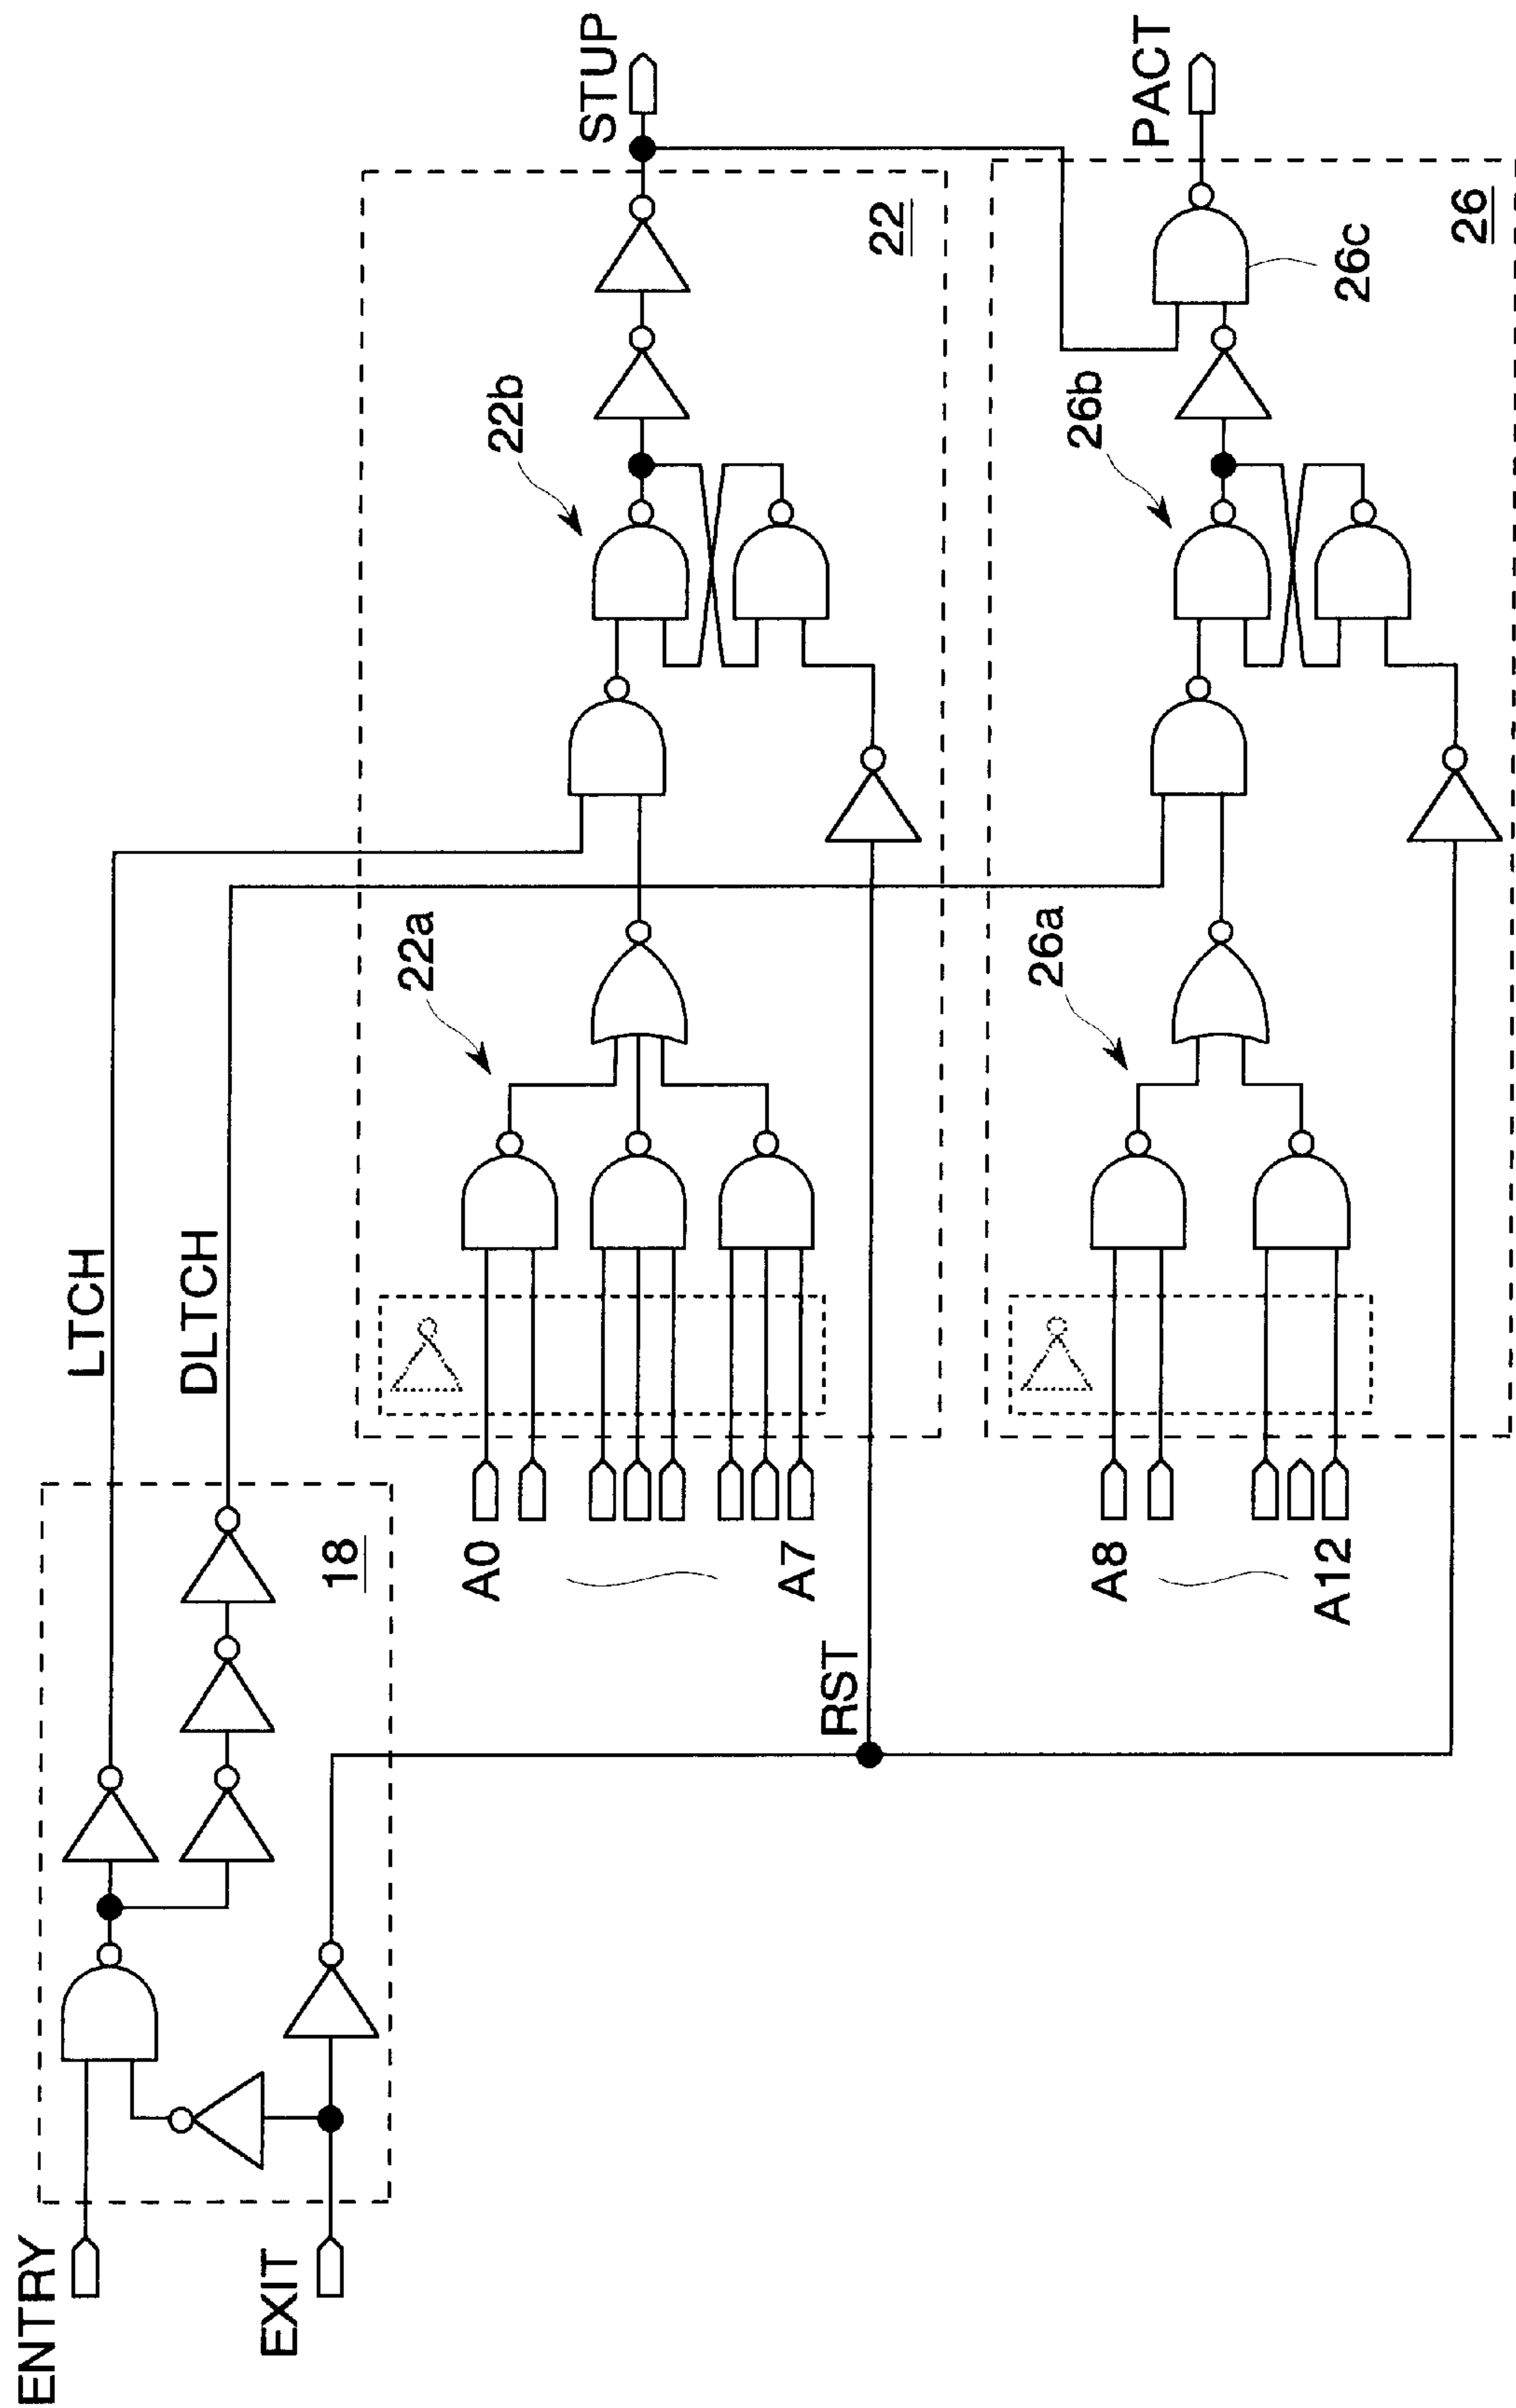 ENTRY
EXIT
18
LTCH
DLTCH
RST
A0
A7
22a
22b
22
STUP
A8
A12
26a
26b
26c
26
PACT